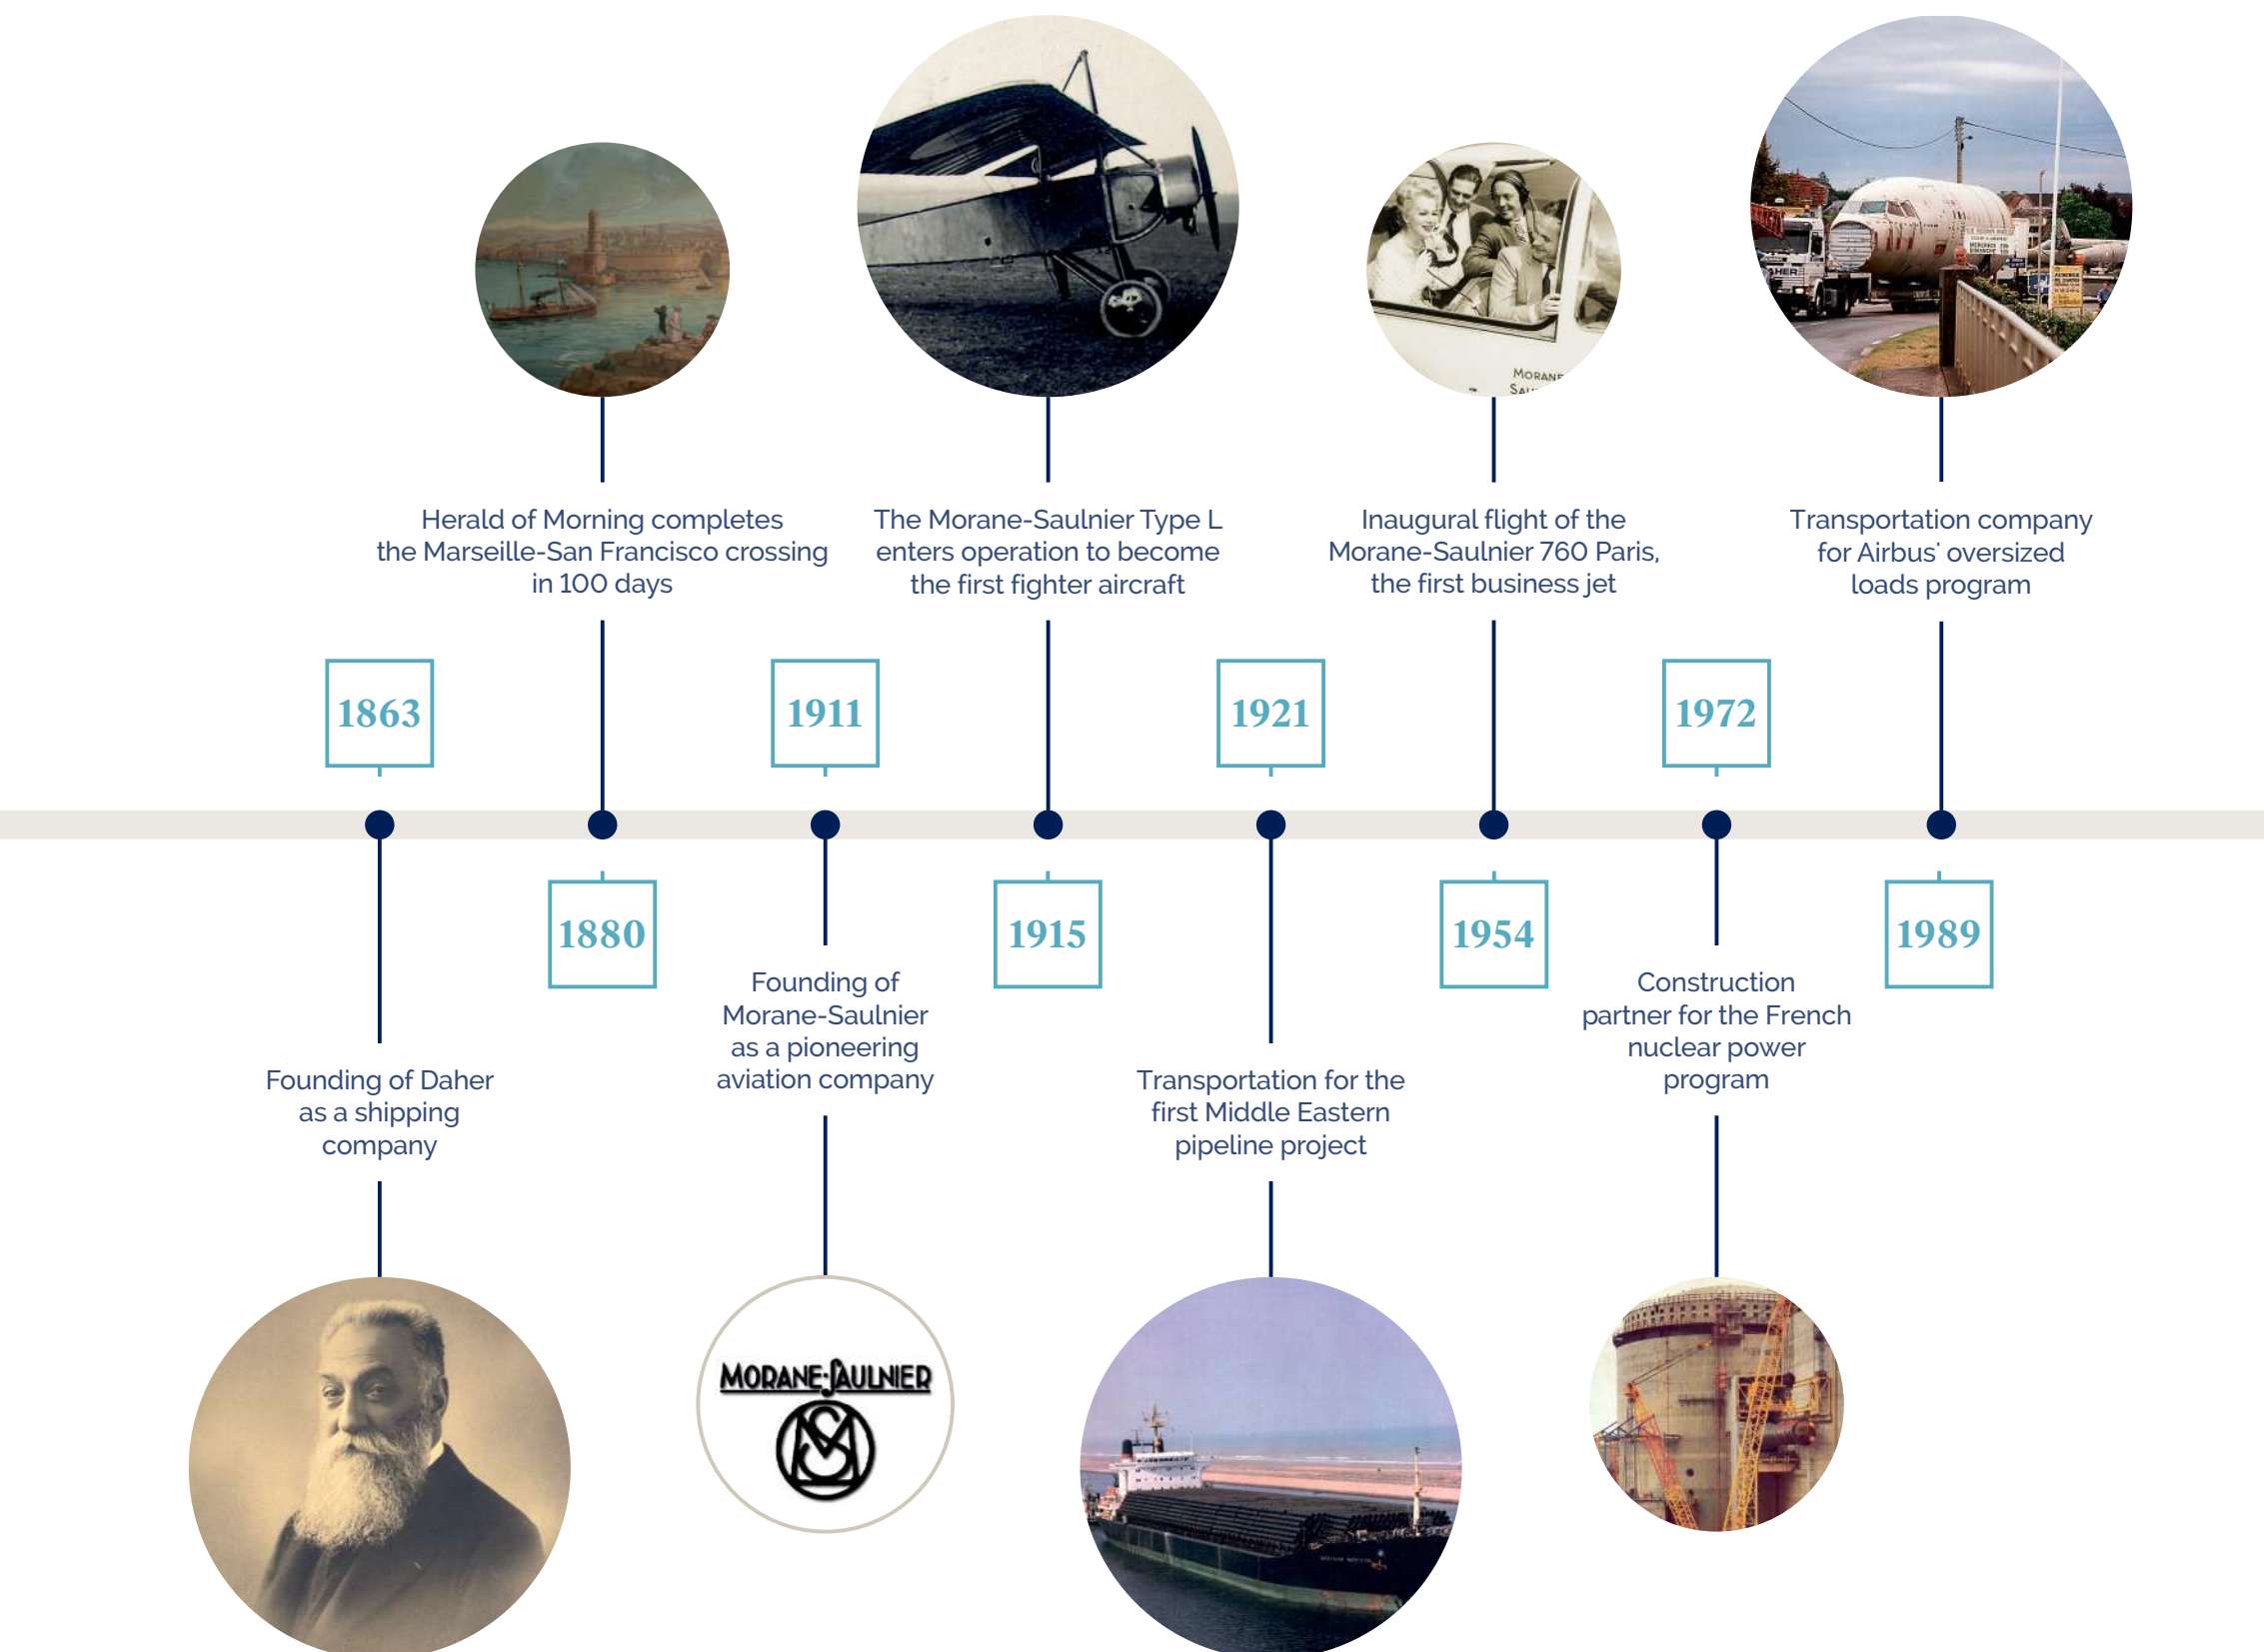 MORANE
AHER
Herald of Morning completes
the Marseille-San Francisco crossing
in 100 days
The Morane-Saulnier Type L
enters operation to become
the first fighter aircraft
Inaugural flight of the
Morane-Saulnier 760 Paris,
the first business jet
Transportation company
for Airbus' oversized
loads program
1863
1911
1921
1972
1880
1915
1954
1989
Founding of Daher
as a shipping
company
Founding of
Morane-Saulnier
as a pioneering
aviation company
Transportation for the
first Middle Eastern
pipeline project
Construction
partner for the French
nuclear power
program
MORANE-SAULNIER
MS